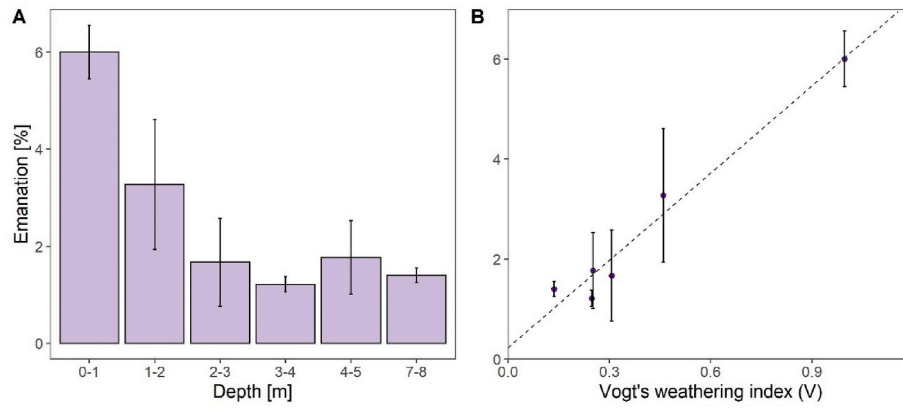 A
Emanation [%]
6
4
2
0
0-1 1-2 2-3 3-4 4-5 7-8
Depth [m]
B
6
4
2
0
0.0 0.3 0.6 0.9
Vogt's weathering index (V)